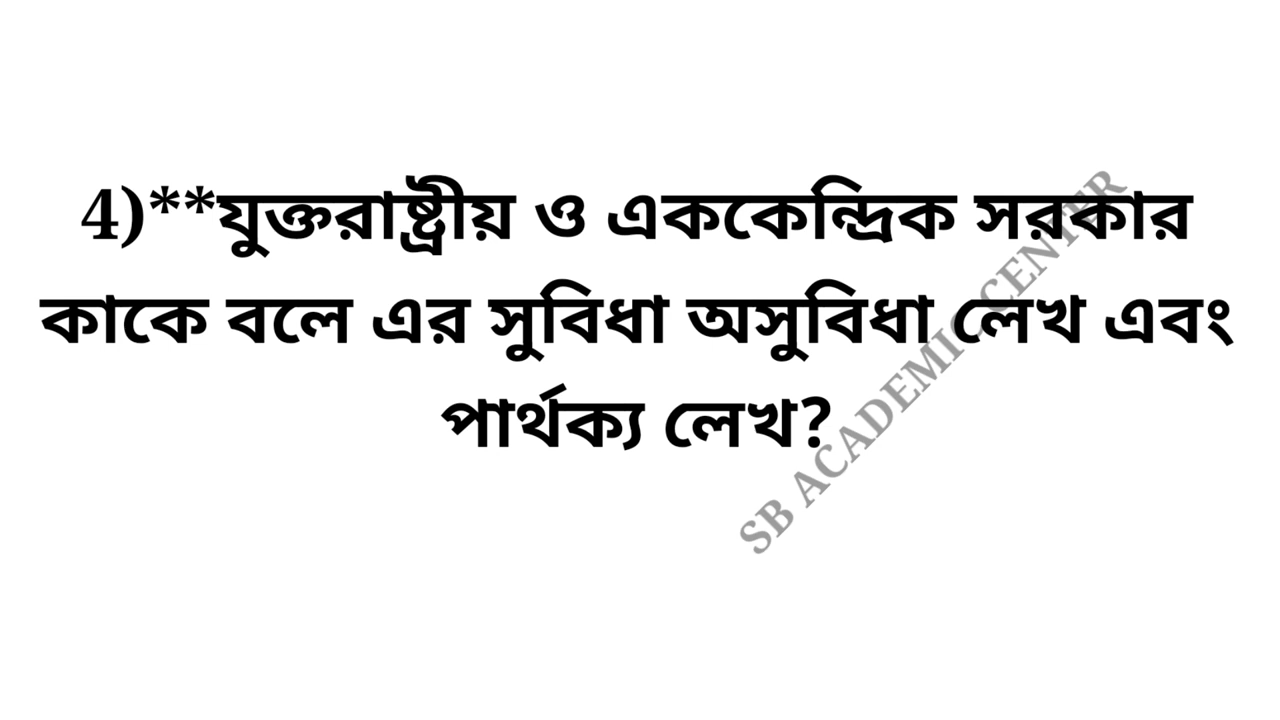 4)**যুক্তরাষ্ট্রীয় ও এককেন্দ্রিক সরকার
কাকে বলে এর সুবিধা অসুবিধা লেখ এবং
পার্থক্য লেখ?
SB ACADEMIC CENTER